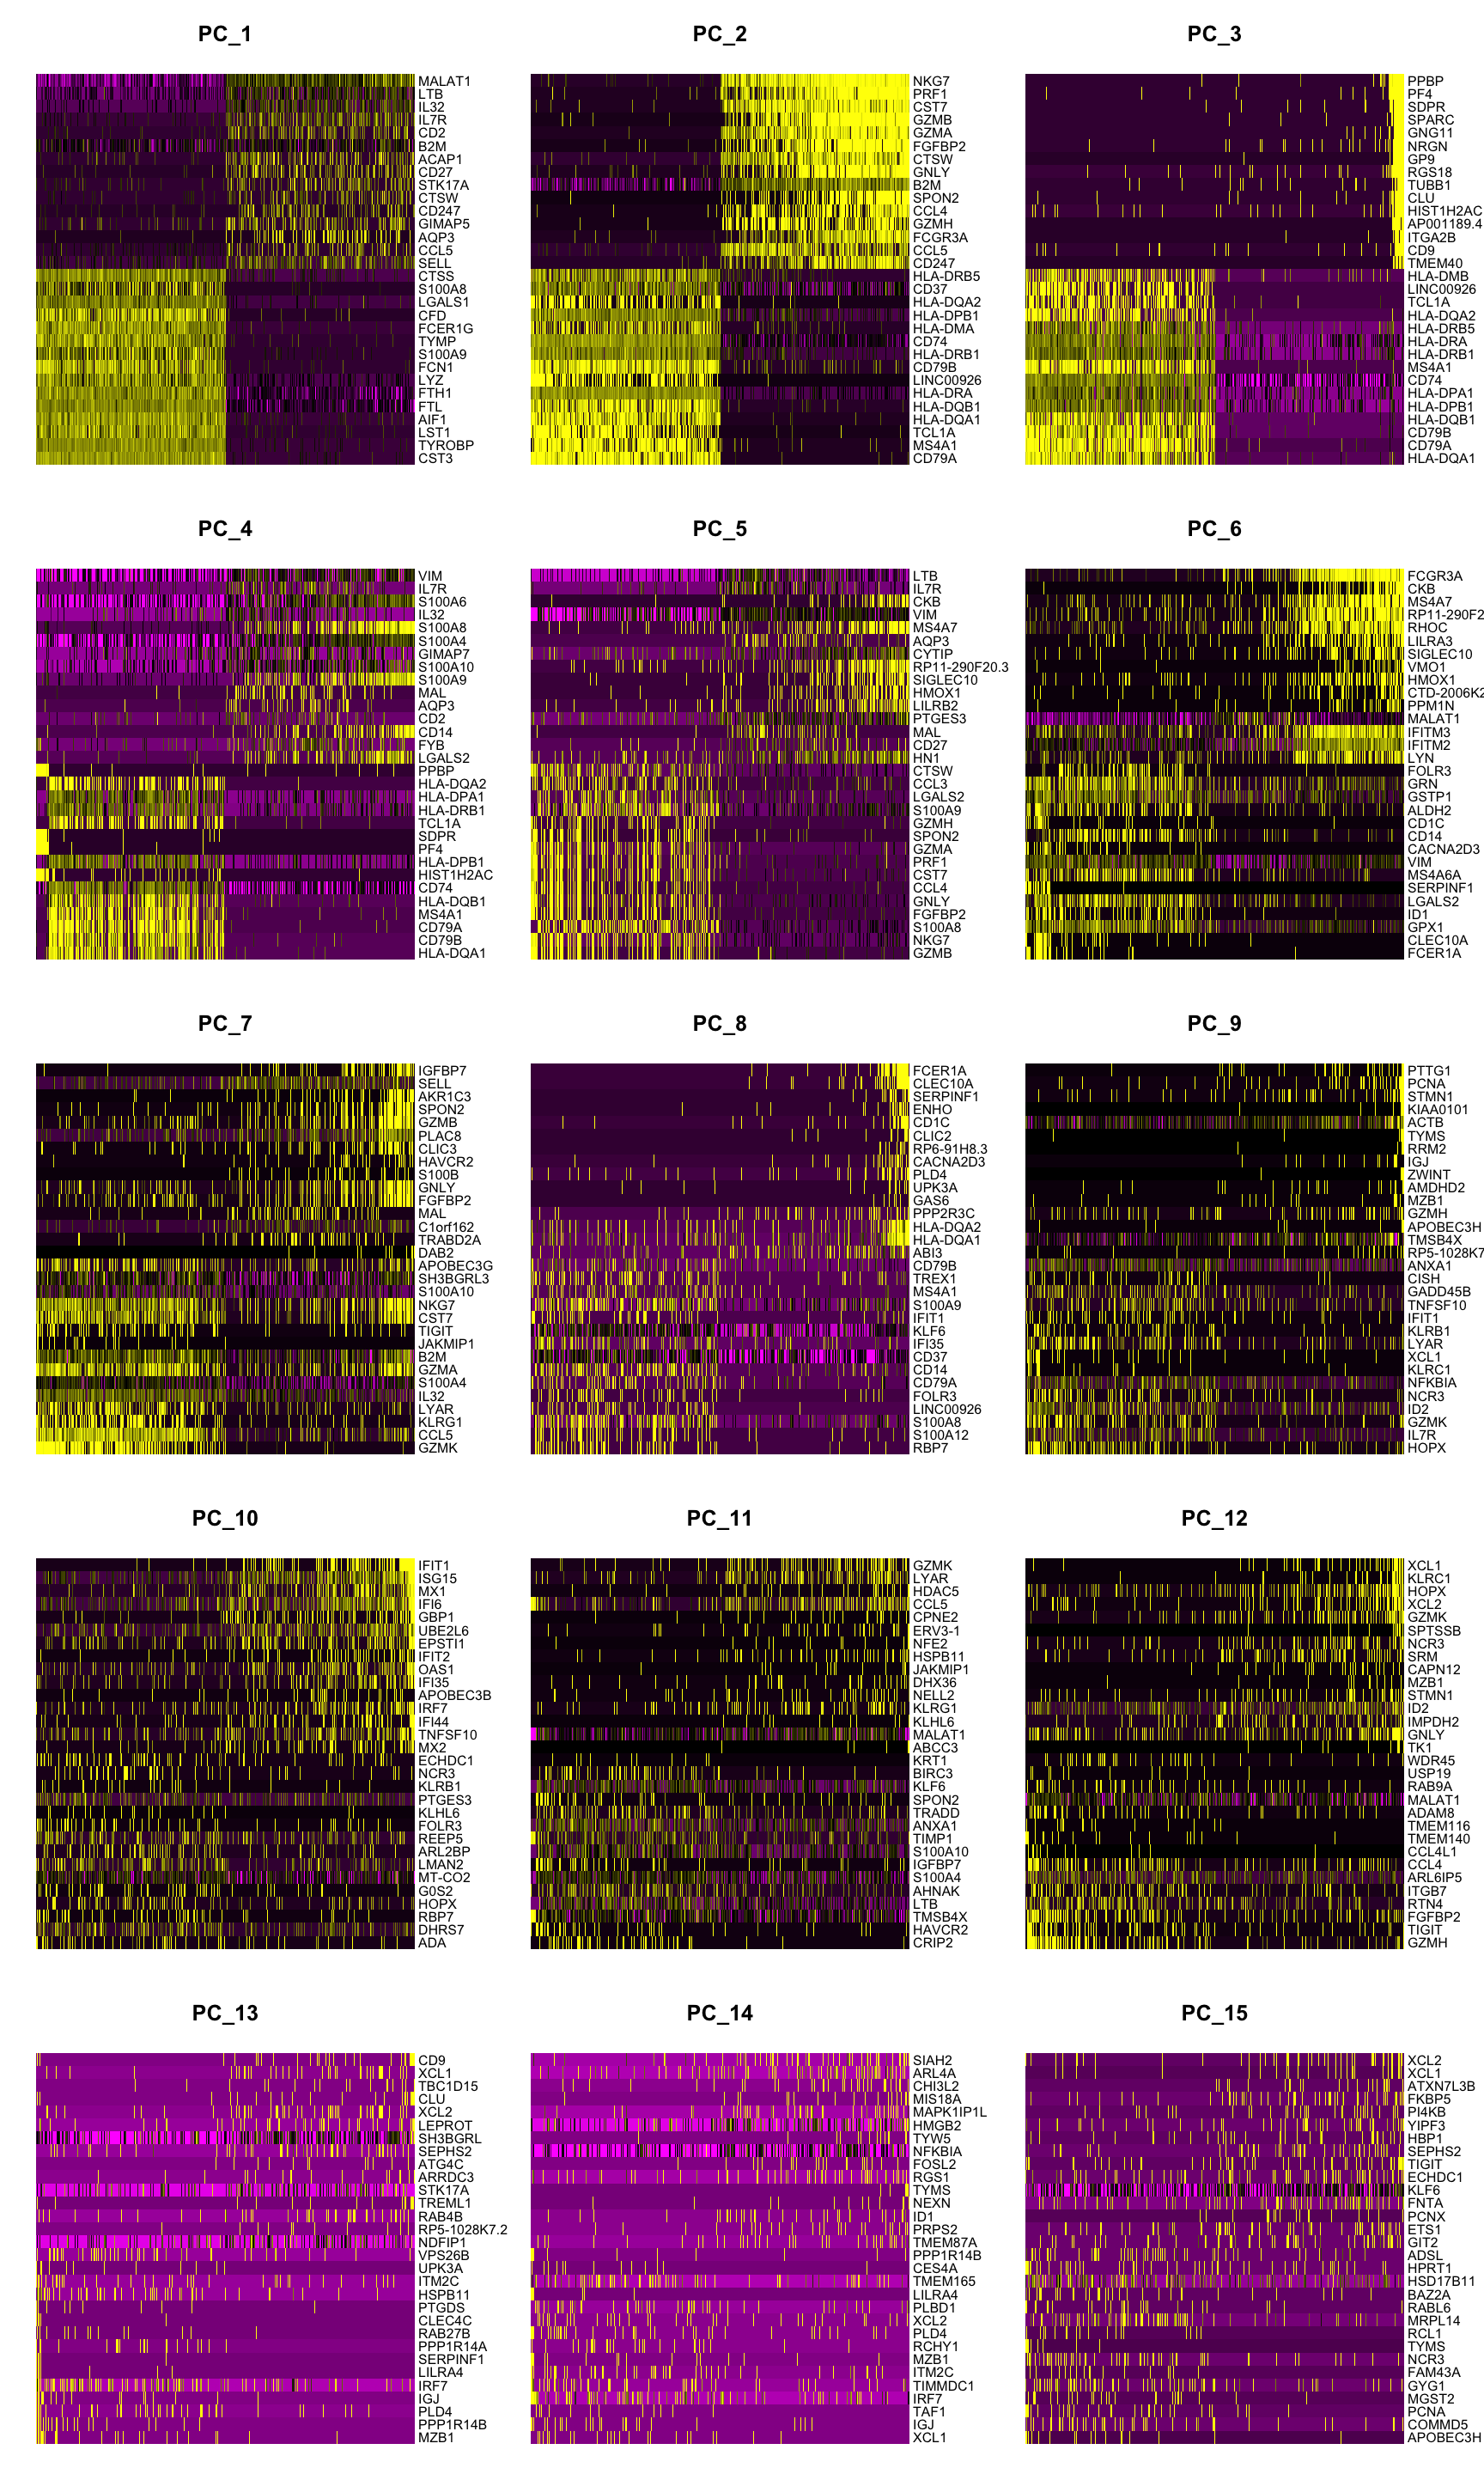 PC_1
MALAT1
LTB
IL32
IL7R
CD2
B2M
ACAP1
CD27
STK17A
CTSW
CD247
GIMAP5
AQP3
CCL5
SELL
CTSS
S100A8
LGALS1
CFD
FCER1G
TYMP
S100A9
FCN1
LYZ
FTH1
FTL
AIF1
LST1
TYROBP
CST3
PC_2
NKG7
PRF1
CST7
GZMB
GZMA
FGFBP2
CTSW
GNLY
B2M
SPON2
CCL4
GZMH
FCGR3A
CCL5
CD247
HLA-DRB5
CD37
HLA-DQA2
HLA-DPB1
HLA-DMA
CD74
HLA-DRB1
CD79B
LINC00926
HLA-DRA
HLA-DQB1
HLA-DQA1
TCL1A
MS4A1
CD79A
PC_3
PPBP
PF4
SDPR
SPARC
GNG11
NRGN
GP9
RGS18
TUBB1
CLU
HIST1H2AC
AP001189.4
ITGA2B
CD9
TMEM40
HLA-DMB
LINC00926
TCL1A
HLA-DQA2
HLA-DRB5
HLA-DRA
HLA-DRB1
MS4A1
CD74
HLA-DPA1
HLA-DPB1
HLA-DQB1
CD79B
CD79A
HLA-DQA1
PC_4
VIM
IL7R
S100A6
IL32
S100A8
S100A4
GIMAP7
S100A10
S100A9
MAL
AQP3
CD2
CD14
FYB
LGALS2
PPBP
HLA-DQA2
HLA-DPA1
HLA-DRB1
TCL1A
SDPR
PF4
HLA-DPB1
HIST1H2AC
CD74
HLA-DQB1
MS4A1
CD79A
CD79B
HLA-DQA1
PC_5
LTB
IL7R
CKB
VIM
MS4A7
AQP3
CYTIP
RP11-290F20.3
SIGLEC10
HMOX1
LILRB2
PTGES3
MAL
CD27
HN1
CTSW
CCL3
LGALS2
S100A9
GZMH
SPON2
GZMA
PRF1
CST7
CCL4
GNLY
FGFBP2
S100A8
NKG7
GZMB
PC_6
FCGR3A
CKB
MS4A7
RP11-290F2
RHOC
LILRA3
SIGLEC10
VMO1
HMOX1
CTD-2006K2
PPM1N
MALAT1
IFITM3
IFITM2
LYN
FOLR3
GRN
GSTP1
ALDH2
CD1C
CD14
CACNA2D3
VIM
MS4A6A
SERPINF1
LGALS2
ID1
GPX1
CLEC10A
FCER1A
PC_7
IGFBP7
SELL
AKR1C3
SPON2
GZMB
PLAC8
CLIC3
HAVCR2
S100B
GNLY
FGFBP2
MAL
C1orf162
TRABD2A
DAB2
APOBEC3G
SH3BGRL3
S100A10
NKG7
CST7
TIGIT
JAKMIP1
B2M
GZMA
S100A4
IL32
LYAR
KLRG1
CCL5
GZMK
PC_8
FCER1A
CLEC10A
SERPINF1
ENHO
CD1C
CLIC2
RP6-91H8.3
CACNA2D3
PLD4
UPK3A
GAS6
PPP2R3C
HLA-DQA2
HLA-DQA1
ABI3
CD79B
TREX1
MS4A1
S100A9
IFIT1
KLF6
IFI35
CD37
CD14
CD79A
FOLR3
LINC00926
S100A8
S100A12
RBP7
PC_9
PTTG1
PCNA
STMN1
KIAA0101
ACTB
TYMS
RRM2
IGJ
ZWINT
AMDHD2
MZB1
GZMH
APOBEC3H
TMSB4X
RP5-1028K7
ANXA1
CISH
GADD45B
TNFSF10
IFIT1
KLRB1
LYAR
XCL1
KLRC1
NFKBIA
NCR3
ID2
GZMK
IL7R
HOPX
PC_10
IFIT1
ISG15
MX1
IFI6
GBP1
UBE2L6
EPSTI1
IFIT2
OAS1
IFI35
APOBEC3B
IRF7
IFI44
TNFSF10
MX2
ECHDC1
NCR3
KLRB1
PTGES3
KLHL6
FOLR3
REEP5
ARL2BP
LMAN2
MT-CO2
G0S2
HOPX
RBP7
DHRS7
ADA
PC_11
GZMK
LYAR
HDAC5
CCL5
CPNE2
ERV3-1
NFE2
HSPB11
JAKMIP1
DHX36
NELL2
KLRG1
KLHL6
MALAT1
ABCC3
KRT1
BIRC3
KLF6
SPON2
TRADD
ANXA1
TIMP1
S100A10
IGFBP7
S100A4
AHNAK
LTB
TMSB4X
HAVCR2
CRIP2
PC_12
XCL1
KLRC1
HOPX
XCL2
GZMK
SPTSSB
NCR3
SRM
CAPN12
MZB1
STMN1
ID2
IMPDH2
GNLY
TK1
WDR45
USP19
RAB9A
MALAT1
ADAM8
TMEM116
TMEM140
CCL4L1
CCL4
ARL6IP5
ITGB7
RTN4
FGFBP2
TIGIT
GZMH
PC_13
CD9
XCL1
TBC1D15
CLU
XCL2
LEPROT
SH3BGRL
SEPHS2
ATG4C
ARRDC3
STK17A
TREML1
RAB4B
RP5-1028K7.2
NDFIP1
VPS26B
UPK3A
ITM2C
HSPB11
PTGDS
CLEC4C
RAB27B
PPP1R14A
SERPINF1
LILRA4
IRF7
IGJ
PLD4
PPP1R14B
MZB1
PC_14
SIAH2
ARL4A
CHI3L2
MIS18A
MAPK1IP1L
HMGB2
TYW5
NFKBIA
FOSL2
RGS1
TYMS
NEXN
ID1
PRPS2
TMEM87A
PPP1R14B
CES4A
TMEM165
LILRA4
PLBD1
XCL2
PLD4
RCHY1
MZB1
ITM2C
TIMMDC1
IRF7
TAF1
IGJ
XCL1
PC_15
XCL2
XCL1
ATXN7L3B
FKBP5
PI4KB
YIPF3
HBP1
SEPHS2
TIGIT
ECHDC1
KLF6
FNTA
PCNX
ETS1
GIT2
ADSL
HPRT1
HSD17B11
BAZ2A
RABL6
MRPL14
RCL1
TYMS
NCR3
FAM43A
GYG1
MGST2
PCNA
COMMD5
APOBEC3H